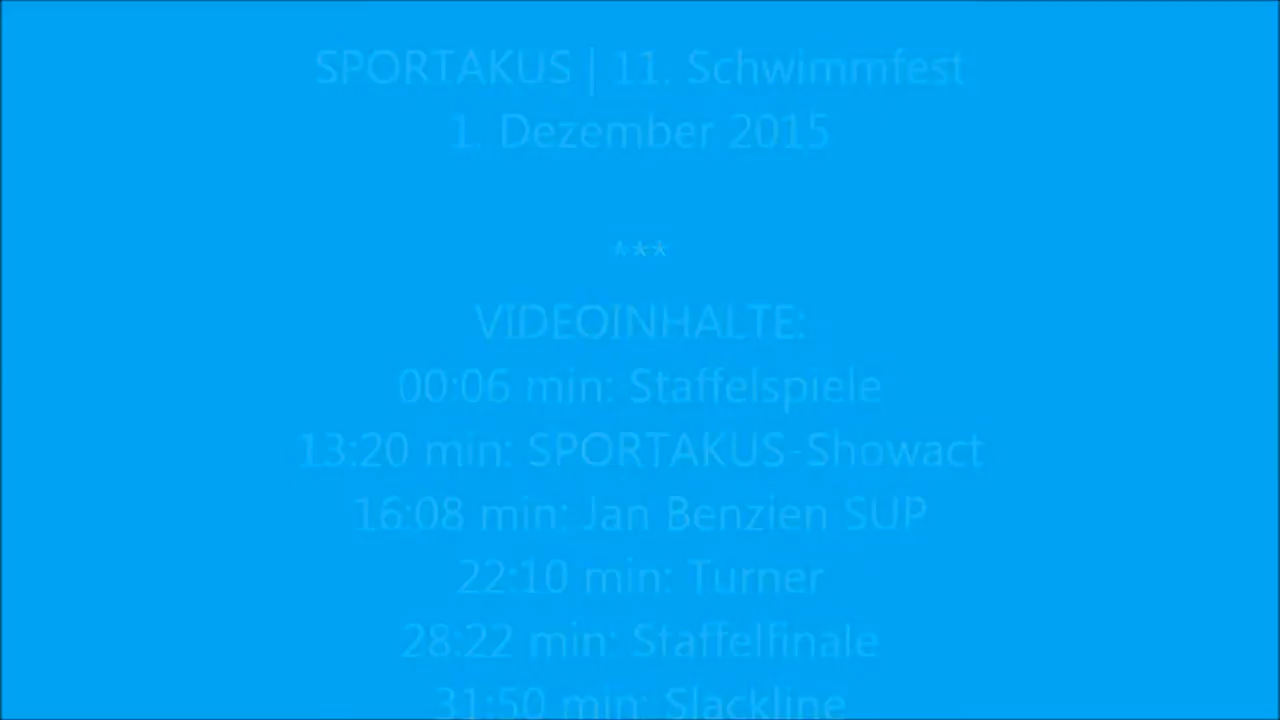 SPORTAKUS | 11. Schwimmfest
1. Dezember 2015
***
VIDEOINHALTE:
00:06 min: Staffelspiele
13:20 min: SPORTAKUS-Showact
16:08 min: Jan Benzien SUP
22:10 min: Turner
28:22 min: Staffelfinale
31:50 min: Slackline